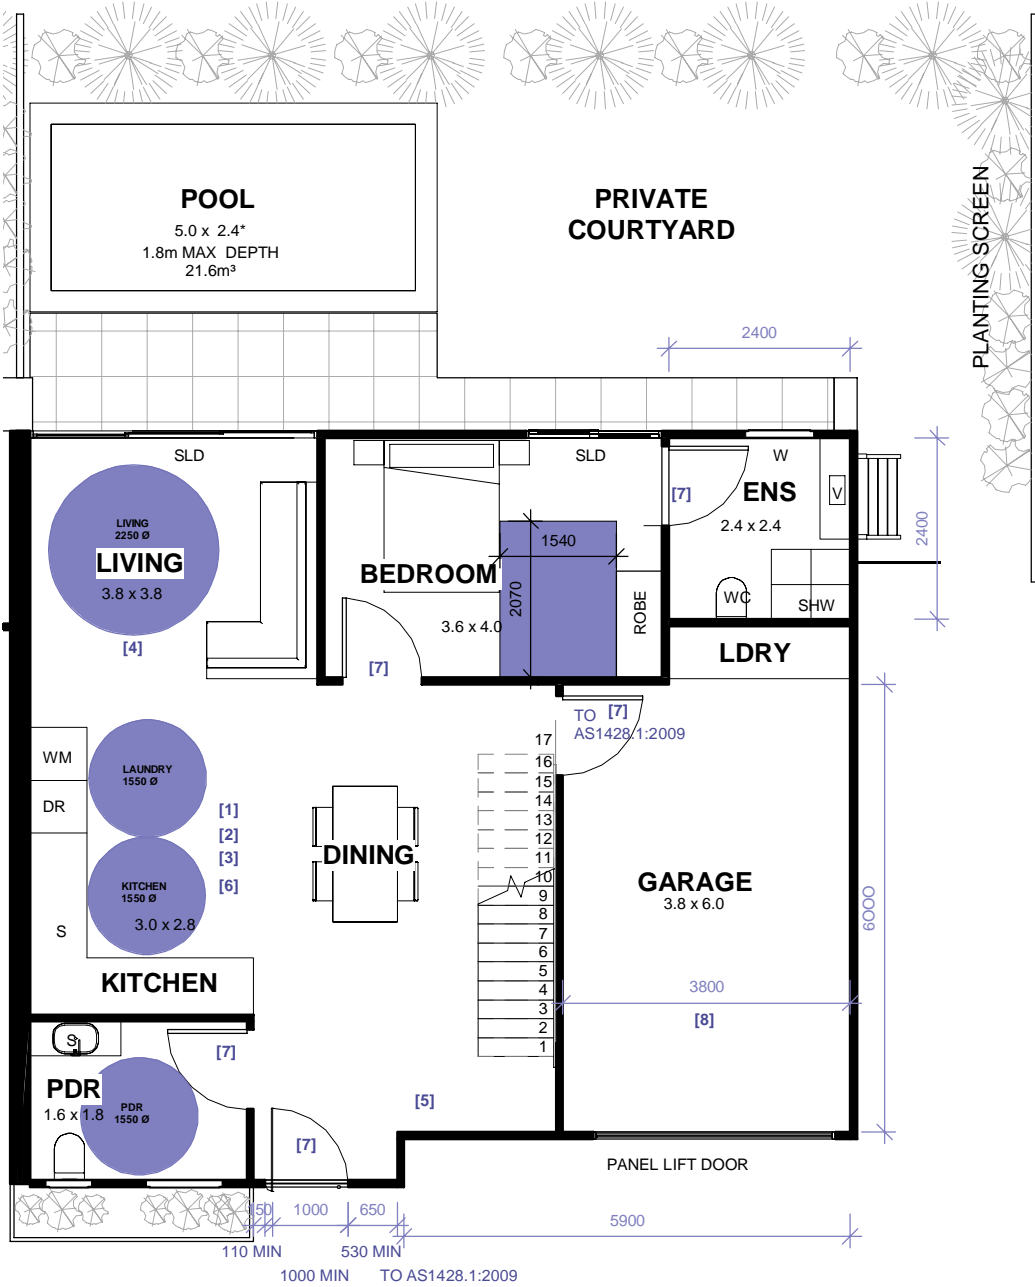 POOL
5.0 x 2.4*
1.8m MAX DEPTH
21.6m³
PRIVATE
COURTYARD
PLANTING SCREEN
2400
SLD
SLD
W
LIVING
2250 Ø
LIVING
3.8 x 3.8
[4]
BEDROOM
3.6 x 4.0
1540
2070
ROBE
[7]
[7]
ENS
2.4 x 2.4
V
WC
SHW
2400
LDRY
TO [7]
AS1428.1:2009
WM
DR
LAUNDRY
1550 Ø
[1]
[2]
[3]
[6]
KITCHEN
1550 Ø
3.0 x 2.8
S
KITCHEN
DINING
17
16
15
14
13
12
11
10
9
8
7
6
5
4
3
2
1
GARAGE
3.8 x 6.0
6000
3800
[8]
S
[7]
PDR
1.6 x 1.8
PDR
1550 Ø
[5]
[7]
PANEL LIFT DOOR
150
1000
650
5900
110 MIN
530 MIN
1000 MIN
TO AS1428.1:2009